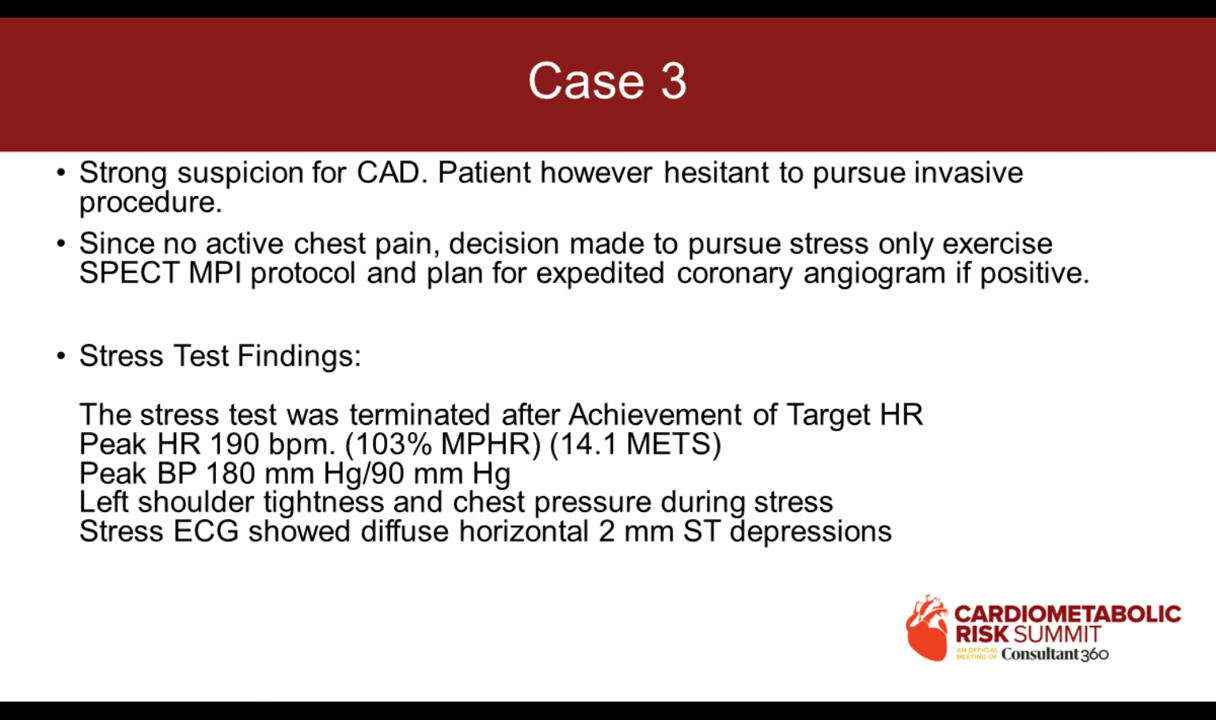 Case 3
• Strong suspicion for CAD. Patient however hesitant to pursue invasive
procedure.
• Since no active chest pain, decision made to pursue stress only exercise
SPECT MPI protocol and plan for expedited coronary angiogram if positive.
• Stress Test Findings:
The stress test was terminated after Achievement of Target HR
Peak HR 190 bpm. (103% MPHR) (14.1 METS)
Peak BP 180 mm Hg/90 mm Hg
Left shoulder tightness and chest pressure during stress
Stress ECG showed diffuse horizontal 2 mm ST depressions
CARDIOMETABOLIC
RISK SUMMIT
AN OFFICIAL
MEETING OF Consultant360